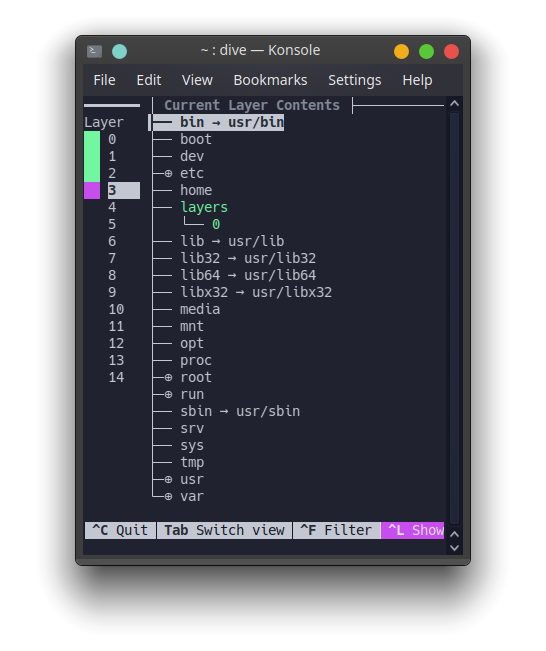 ~ : dive — Konsole
File Edit View Bookmarks Settings Help
Current Layer Contents
Layer bin → usr/bin
0 boot
1 dev
2 ⊕ etc
3 home
4 layers
5 0
6 lib → usr/lib
7 lib32 → usr/lib32
8 lib64 → usr/lib64
9 libx32 → usr/libx32
10 media
11 mnt
12 opt
13 proc
14 ⊕ root
⊕ run
sbin → usr/sbin
srv
sys
tmp
⊕ usr
⊕ var
^C Quit Tab Switch view ^F Filter ^L Show